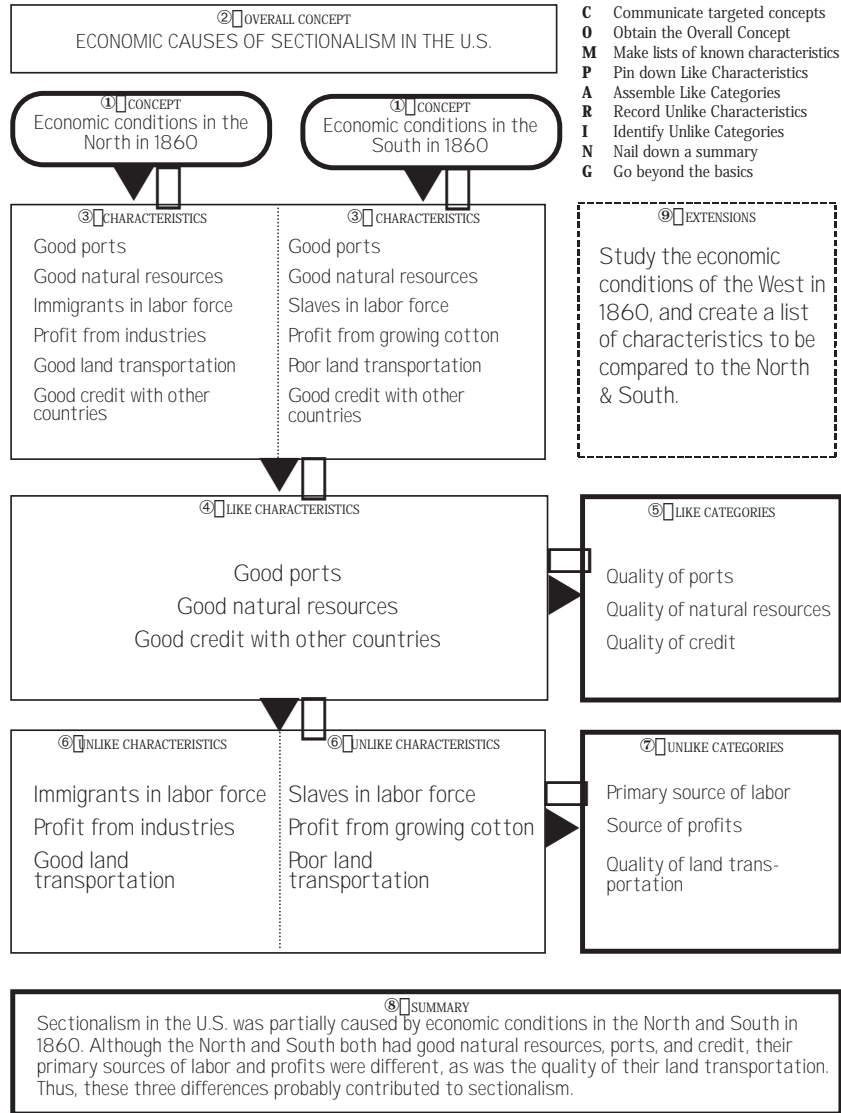 ② OVERALL CONCEPT
ECONOMIC CAUSES OF SECTIONALISM IN THE U.S.
C Communicate targeted concepts
O Obtain the Overall Concept
M Make lists of known characteristics
P Pin down Like Characteristics
A Assemble Like Categories
R Record Unlike Characteristics
I Identify Unlike Categories
N Nail down a summary
G Go beyond the basics
① CONCEPT
Economic conditions in the
North in 1860
① CONCEPT
Economic conditions in the
South in 1860
③ CHARACTERISTICS
Good ports
Good natural resources
Immigrants in labor force
Profit from industries
Good land transportation
Good credit with other
countries
③ CHARACTERISTICS
Good ports
Good natural resources
Slaves in labor force
Profit from growing cotton
Poor land transportation
Good credit with other
countries
⑨ EXTENSIONS
Study the economic
conditions of the West in
1860, and create a list
of characteristics to be
compared to the North
& South.
④ LIKE CHARACTERISTICS
Good ports
Good natural resources
Good credit with other countries
⑤ LIKE CATEGORIES
Quality of ports
Quality of natural resources
Quality of credit
⑥ UNLIKE CHARACTERISTICS
Immigrants in labor force
Profit from industries
Good land
transportation
⑥ UNLIKE CHARACTERISTICS
Slaves in labor force
Profit from growing cotton
Poor land
transportation
⑦ UNLIKE CATEGORIES
Primary source of labor
Source of profits
Quality of land trans-
portation
⑧ SUMMARY
Sectionalism in the U.S. was partially caused by economic conditions in the North and South in
1860. Although the North and South both had good natural resources, ports, and credit, their
primary sources of labor and profits were different, as was the quality of their land transportation.
Thus, these three differences probably contributed to sectionalism.